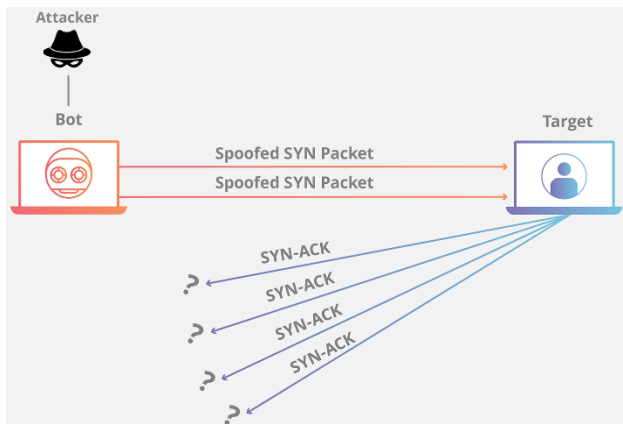 Attacker
Bot
Target
Spoofed SYN Packet
Spoofed SYN Packet
SYN-ACK
SYN-ACK
SYN-ACK
SYN-ACK
?
?
?
?